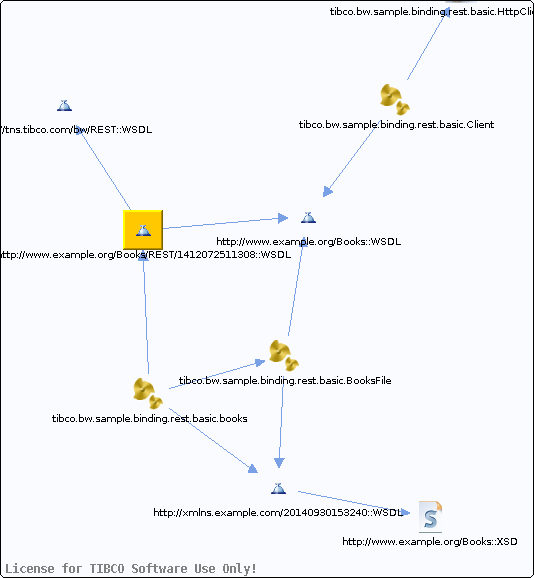 tibco.bw.sample.binding.rest.basic.HttpCli
tibco.bw.sample.binding.rest.basic.Client
/tns.tibco.com/bw/REST::WSDL
http://www.example.org/Books::WSDL
http://www.example.org/Books/REST/1412072511308::WSDL
tibco.bw.sample.binding.rest.basic.BooksFile
tibco.bw.sample.binding.rest.basic.books
http://xmlns.example.com/20140930153240::WSDL
http://www.example.org/Books::XSD
License for TIBCO Software Use Only!